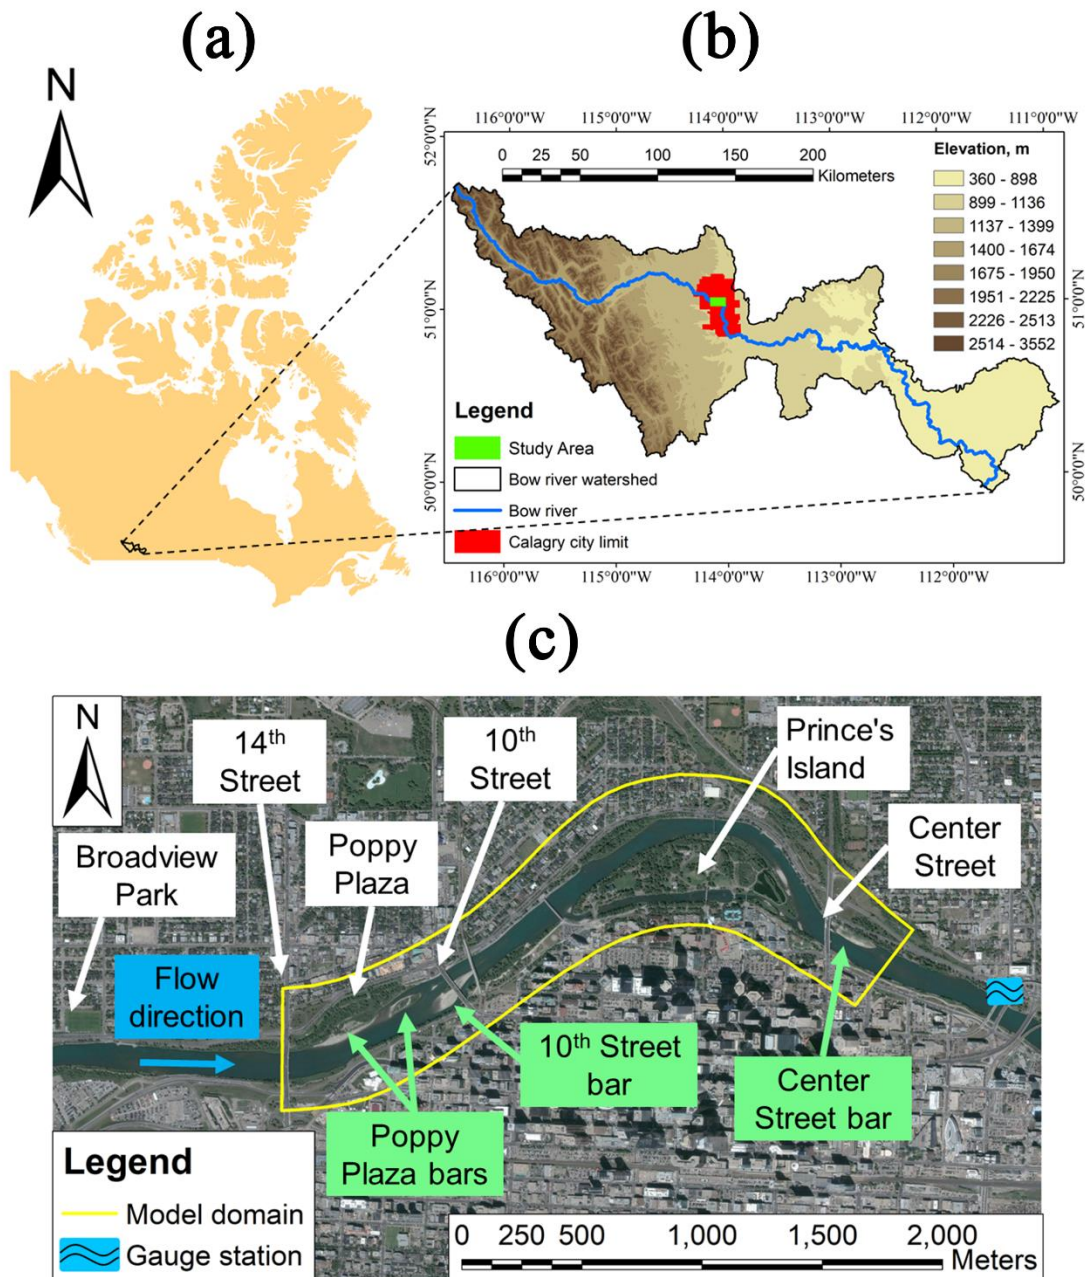 (a)
(b)
N
116°0'0"W 115°0'0"W 114°0'0"W 113°0'0"W 112°0'0"W 111°0'0"W
52°0'0"N
51°0'0"N
50°0'0"N
0 25 50 100 150 200
Kilometers
Elevation, m
360 - 898
899 - 1136
1137 - 1399
1400 - 1674
1675 - 1950
1951 - 2225
2226 - 2513
2514 - 3552
51°0'0"N
50°0'0"N
Legend
Study Area
Bow river watershed
Bow river
Calagry city limit
116°0'0"W 115°0'0"W 114°0'0"W 113°0'0"W 112°0'0"W
(c)
N
14th
Street
10th
Street
Prince's
Island
Broadview
Park
Poppy
Plaza
Center
Street
Flow
direction
10th Street
bar
Center
Street bar
Poppy
Plaza bars
Legend
Model domain
Gauge station
0 250 500 1,000 1,500 2,000
Meters